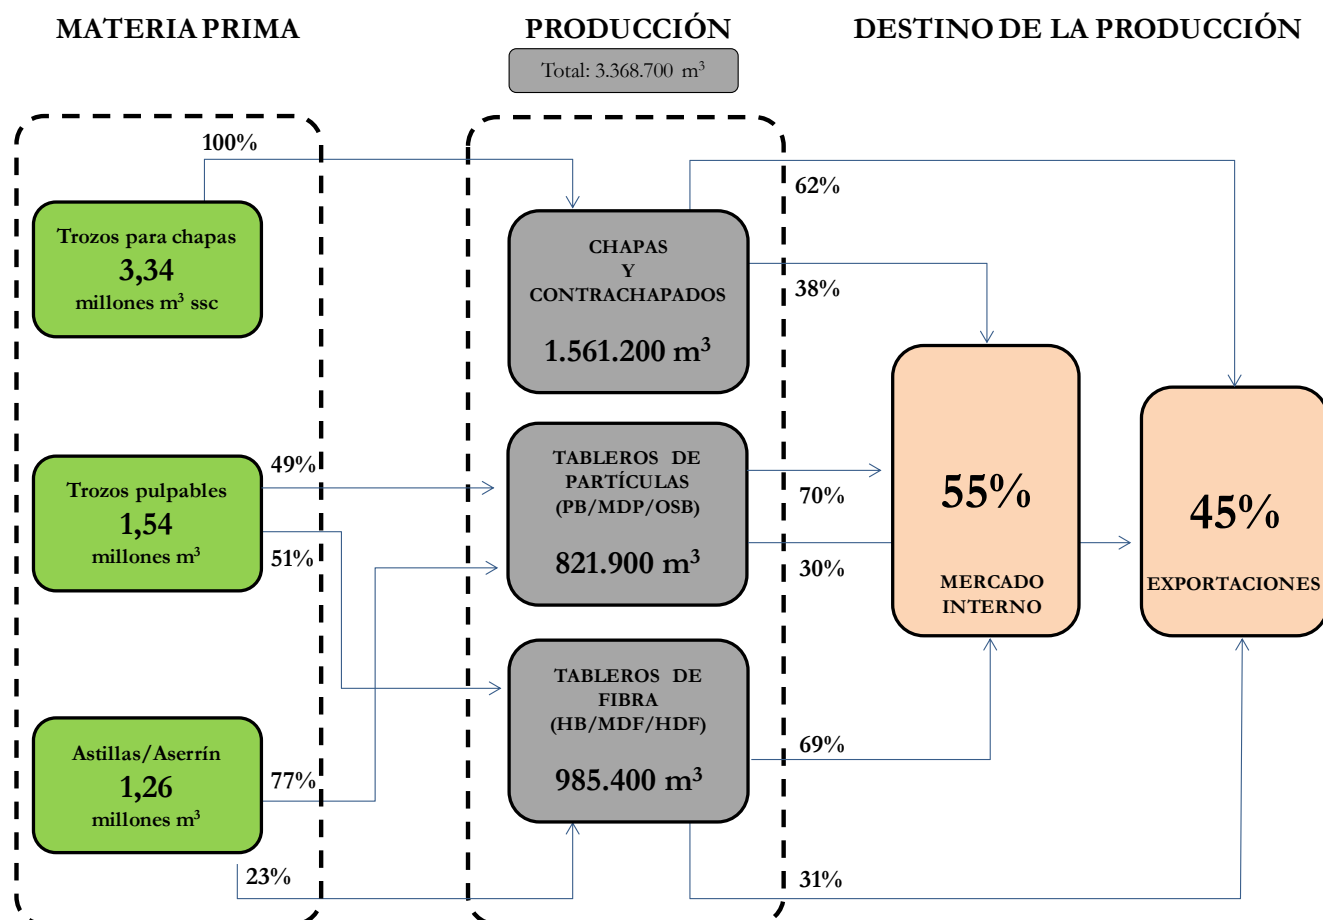 MATERIA PRIMA
PRODUCCIÓN
DESTINO DE LA PRODUCCIÓN
Total: 3.368.700 m³
100%
Trozos para chapas
3,34
millones m³ ssc
CHAPAS
Y
CONTRACHAPADOS
1.561.200 m³
62%
38%
Trozos pulpables
1,54
millones m³
49%
51%
TABLEROS DE
PARTÍCULAS
(PB/MDP/OSB)
821.900 m³
70%
30%
55%
MERCADO
INTERNO
45%
EXPORTACIONES
Astillas/Aserrín
1,26
millones m³
77%
23%
TABLEROS DE
FIBRA
(HB/MDF/HDF)
985.400 m³
69%
31%